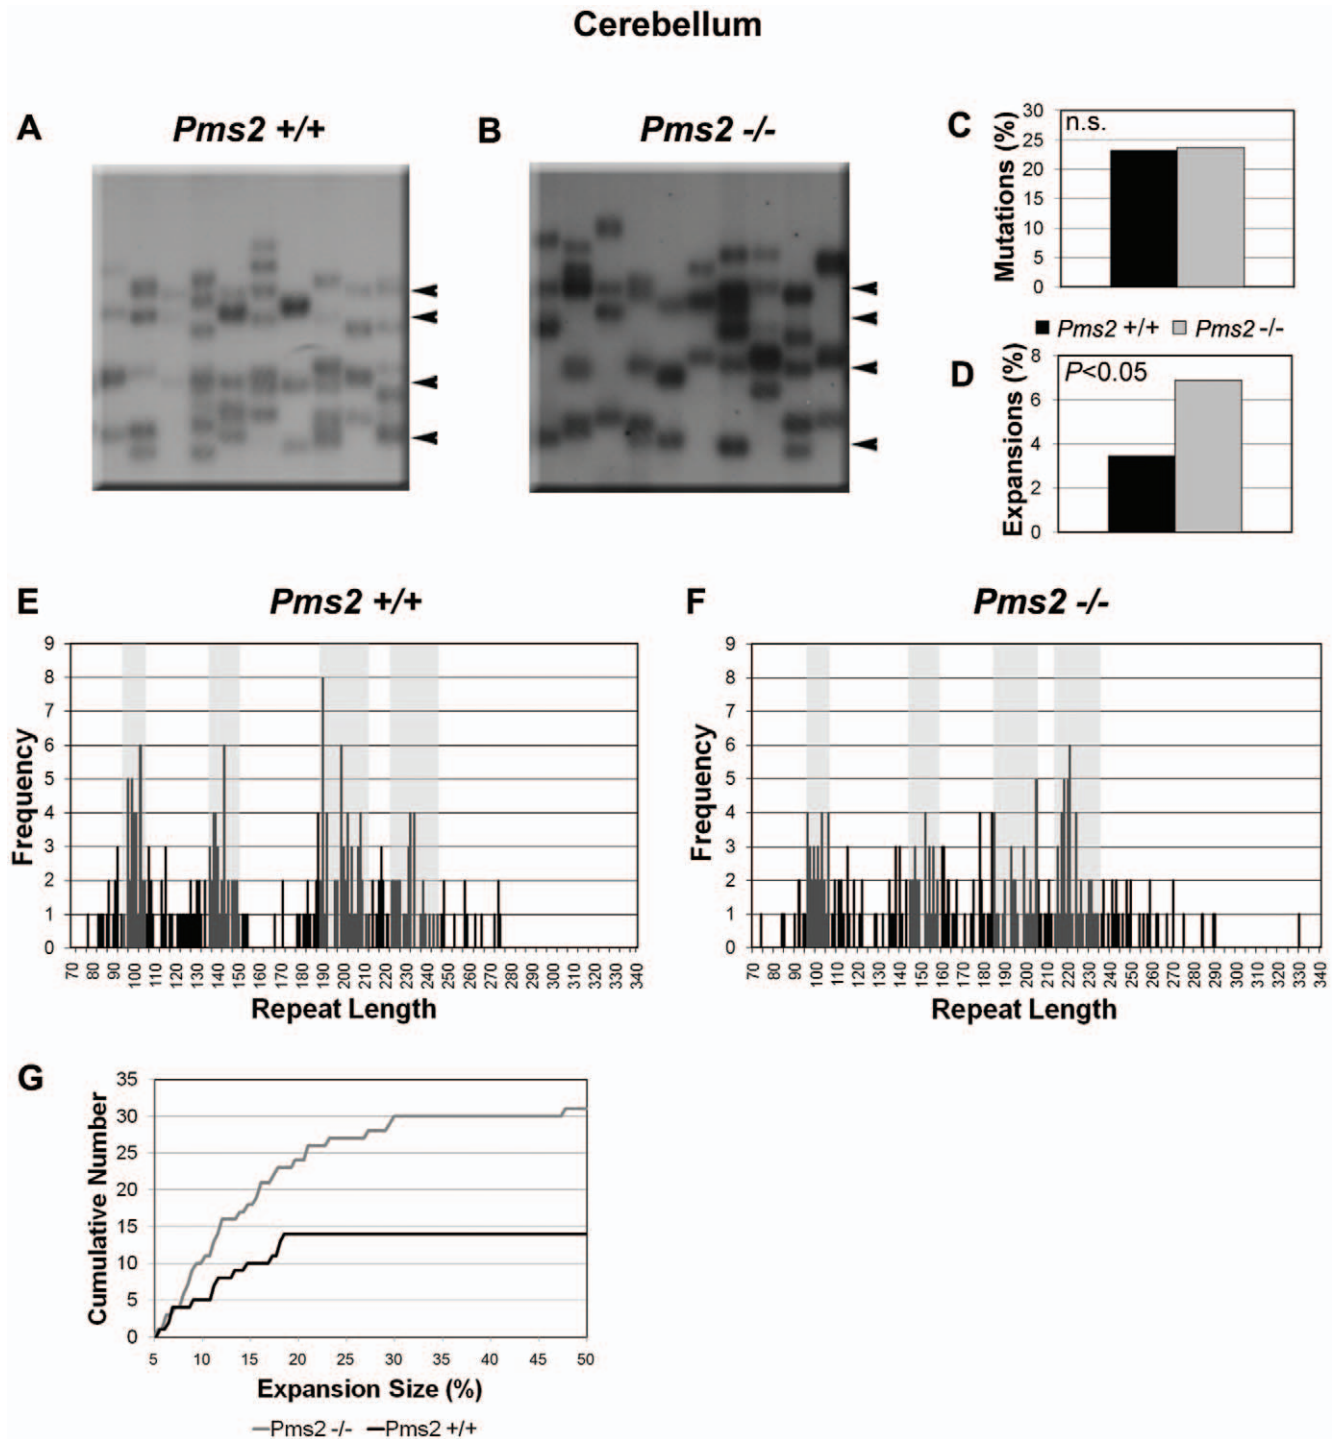 Cerebellum
A
Pms2 +/+
B
Pms2 -/-
C
Mutations (%)
n.s.
30
25
20
15
10
5
0
Pms2 +/+ Pms2 -/-
D
Expansions (%)
P<0.05
8
6
4
2
0
E
Pms2 +/+
Frequency
9
8
7
6
5
4
3
2
1
0
70 80 90 100 110 120 130 140 150 160 170 180 190 200 210 220 230 240 250 260 270 280 290 300 310 320 330 340
Repeat Length
F
Pms2 -/-
Frequency
9
8
7
6
5
4
3
2
1
0
70 80 90 100 110 120 130 140 150 160 170 180 190 200 210 220 230 240 250 260 270 280 290 300 310 320 330 340
Repeat Length
G
Cumulative Number
35
30
25
20
15
10
5
0
5 10 15 20 25 30 35 40 45 50
Expansion Size (%)
Pms2 -/- Pms2 +/+